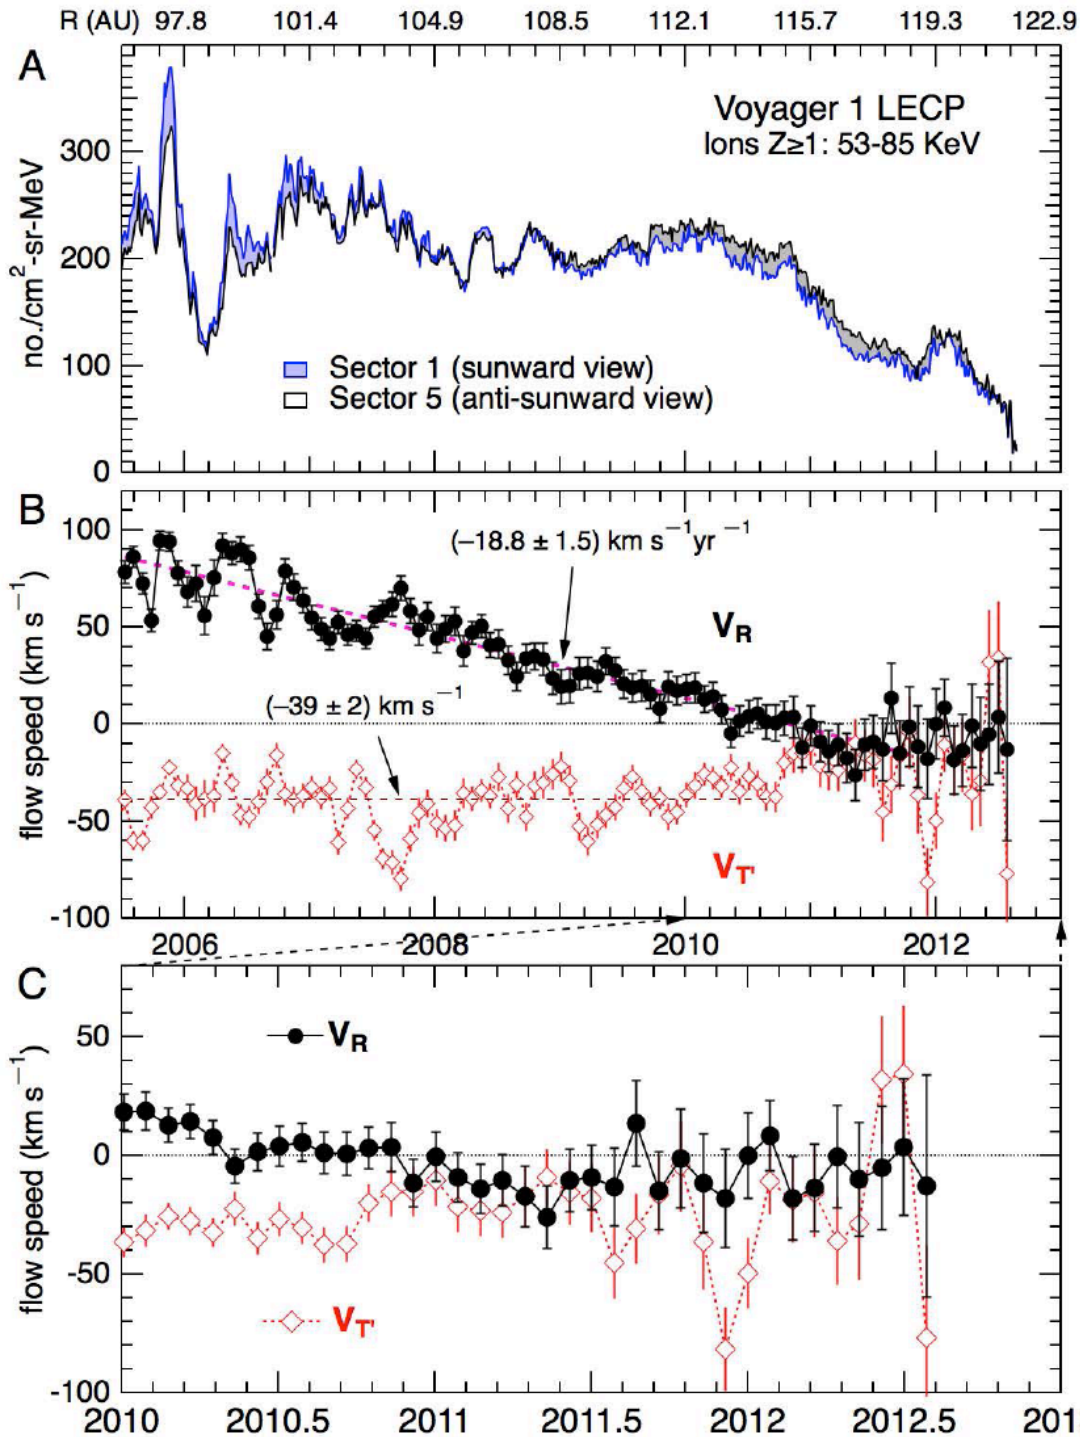 R (AU) 97.8 101.4 104.9 108.5 112.1 115.7 119.3 122.9
A
Voyager 1 LECP
Ions Z≥1: 53-85 KeV
no./cm²-sr-MeV
300
200
100
0
Sector 1 (sunward view)
Sector 5 (anti-sunward view)
B
(−18.8 ± 1.5) km s⁻¹yr⁻¹
V_R
(−39 ± 2) km s⁻¹
V_T'
flow speed (km s⁻¹)
100
50
0
-50
-100
2006 2008 2010 2012
C
V_R
V_T'
flow speed (km s⁻¹)
50
0
-50
-100
2010 2010.5 2011 2011.5 2012 2012.5 201